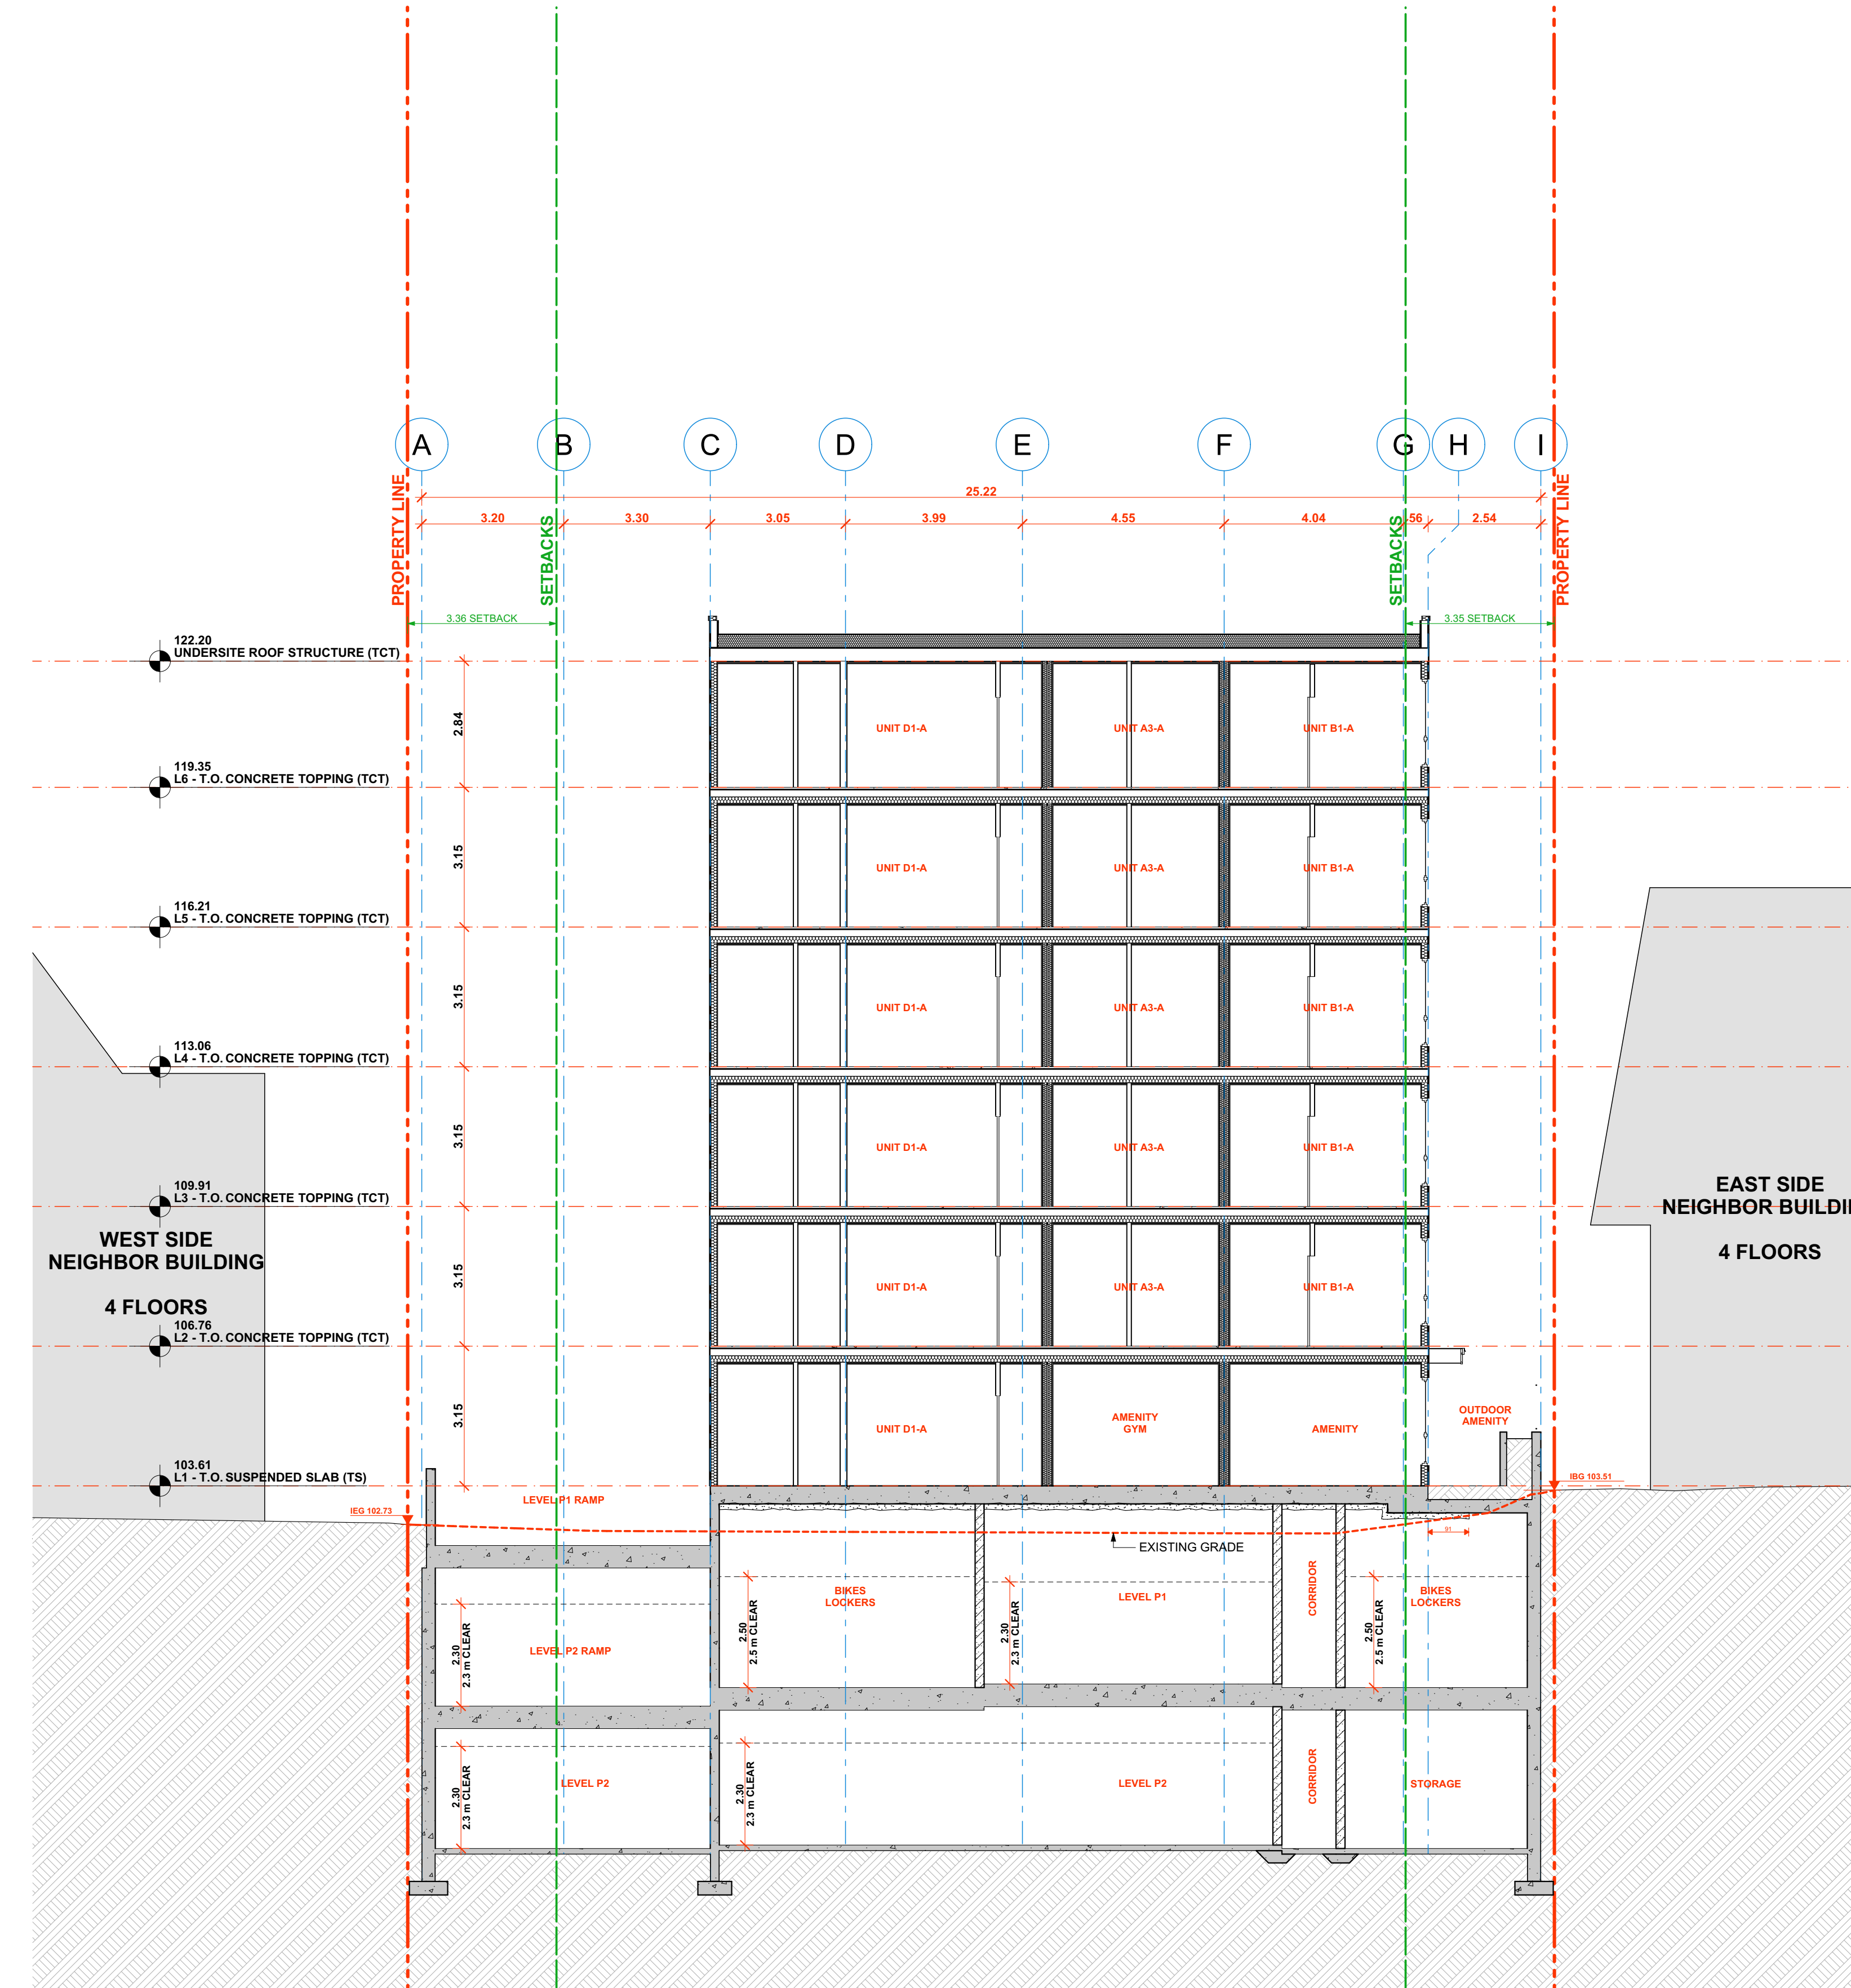 A B C D E F G H I
PROPERTY LINE
SETBACKS
SETBACKS
PROPERTY LINE
25.22
3.20 3.30 3.05 3.99 4.55 4.04 56 2.54
3.36 SETBACK
3.35 SETBACK
122.20
UNDERSITE ROOF STRUCTURE (TCT)
2.84
UNIT D1-A UNIT A3-A UNIT B1-A
119.35
L6 - T.O. CONCRETE TOPPING (TCT)
3.15
UNIT D1-A UNIT A3-A UNIT B1-A
116.21
L5 - T.O. CONCRETE TOPPING (TCT)
3.15
UNIT D1-A UNIT A3-A UNIT B1-A
113.06
L4 - T.O. CONCRETE TOPPING (TCT)
3.15
UNIT D1-A UNIT A3-A UNIT B1-A
109.91
L3 - T.O. CONCRETE TOPPING (TCT)
WEST SIDE
NEIGHBOR BUILDING
4 FLOORS
EAST SIDE
NEIGHBOR BUILDI
4 FLOORS
3.15
UNIT D1-A UNIT A3-A UNIT B1-A
106.76
L2 - T.O. CONCRETE TOPPING (TCT)
3.15
UNIT D1-A
AMENITY
GYM
AMENITY
OUTDOOR
AMENITY
103.61
L1 - T.O. SUSPENDED SLAB (TS)
IEG 102.73
LEVEL P1 RAMP
IBG 103.51
91
EXISTING GRADE
BIKES
LOCKERS
LEVEL P1
CORRIDOR
BIKES
LOCKERS
2.50
2.5 m CLEAR
2.30
2.3 m CLEAR
2.50
2.5 m CLEAR
2.30
2.3 m CLEAR
LEVEL P2 RAMP
2.30
2.3 m CLEAR
LEVEL P2
2.30
2.3 m CLEAR
LEVEL P2
CORRIDOR
STORAGE